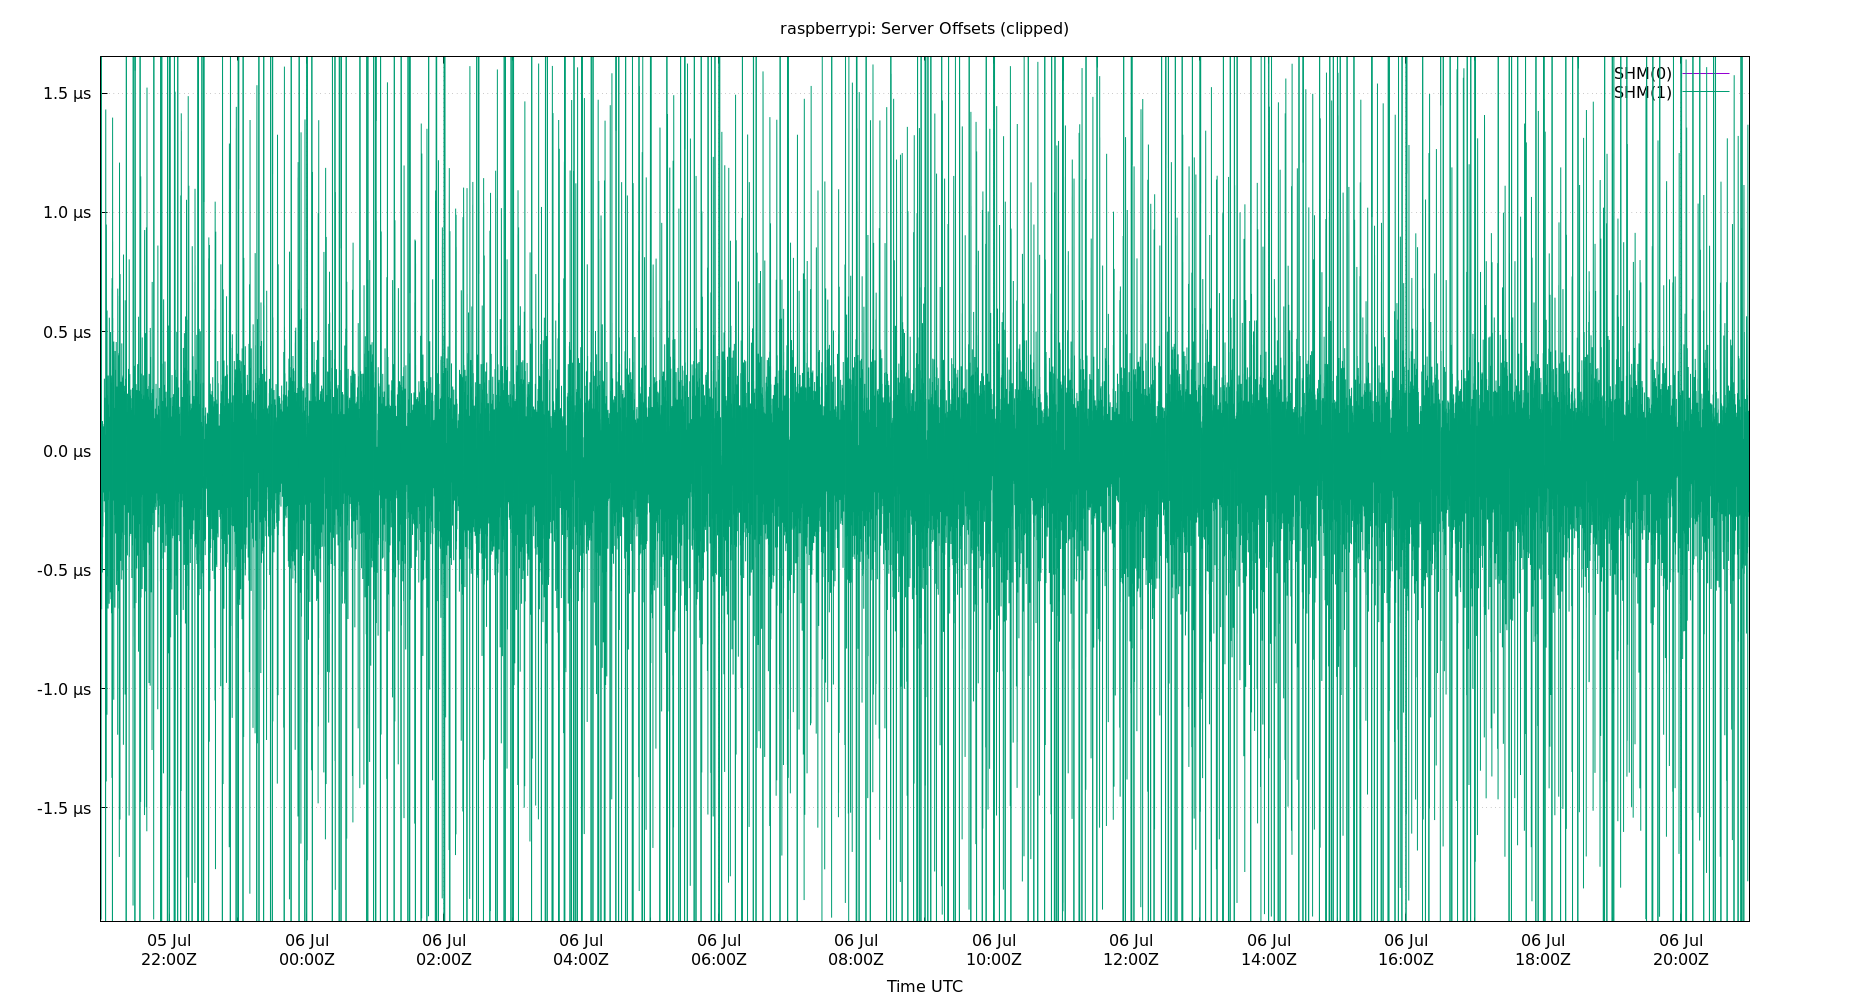 raspberrypi: Server Offsets (clipped)
SHM(0)
SHM(1)
1.5 µs
1.0 µs
0.5 µs
0.0 µs
-0.5 µs
-1.0 µs
-1.5 µs
05 Jul 06 Jul 06 Jul 06 Jul 06 Jul 06 Jul 06 Jul 06 Jul 06 Jul 06 Jul 06 Jul 06 Jul
22:00Z 00:00Z 02:00Z 04:00Z 06:00Z 08:00Z 10:00Z 12:00Z 14:00Z 16:00Z 18:00Z 20:00Z
Time UTC